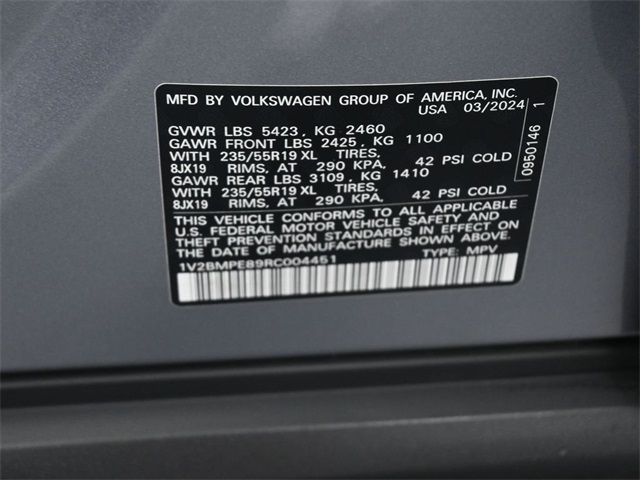 MFD BY VOLKSWAGEN GROUP OF AMERICA, INC.
USA 03/2024
GVWR LBS 5423, KG 2460
GAWR FRONT LBS 2425, KG 1100
WITH 235/55R19 XL TIRES,
8JX19 RIMS, AT 290 KPA. 42 PSI COLD
GAWR REAR LBS 3109, KG 1410
WITH 235/55R19 XL TIRES,
8JX19 RIMS, AT 290 KPA. 42 PSI COLD
THIS VEHICLE CONFORMS TO ALL APPLICABLE
U.S. FEDERAL MOTOR VEHICLE SAFETY AND
THEFT PREVENTION STANDARDS IN EFFECT ON
THE DATE OF MANUFACTURE SHOWN ABOVE.
1V2BMPE89RC004451 TYPE: MPV
0950146 1